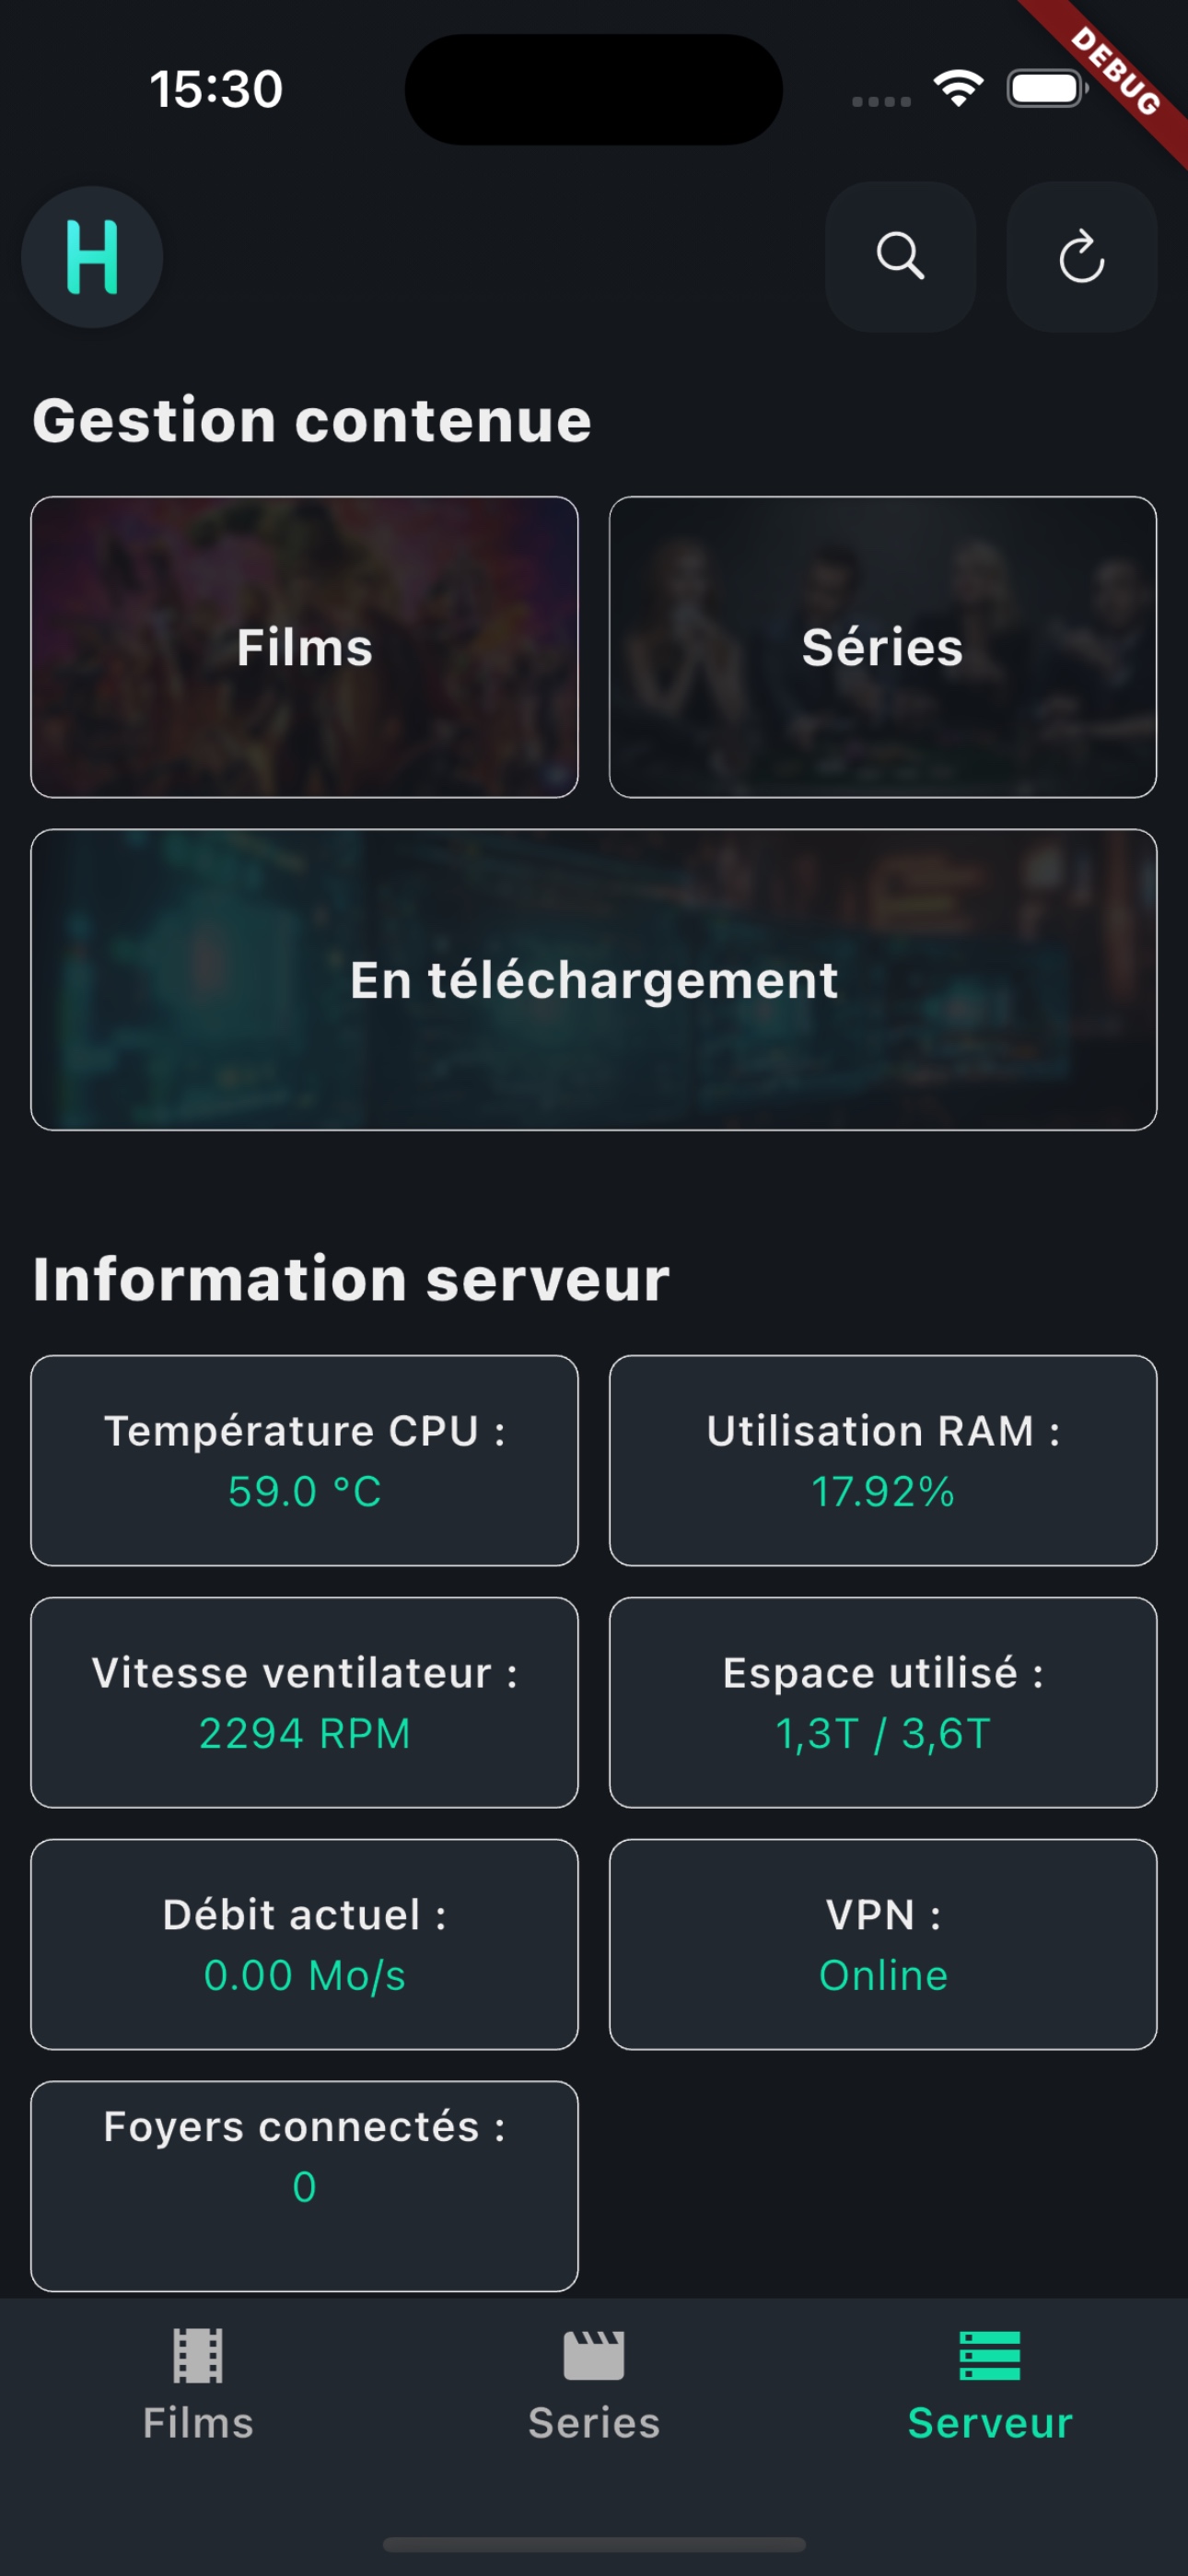 15:30
DEBUG
H
Gestion contenue
Films
Séries
En téléchargement
Information serveur
Température CPU :
59.0 °C
Utilisation RAM :
17.92%
Vitesse ventilateur :
2294 RPM
Espace utilisé :
1,3T / 3,6T
Débit actuel :
0.00 Mo/s
VPN :
Online
Foyers connectés :
0
Films
Series
Serveur